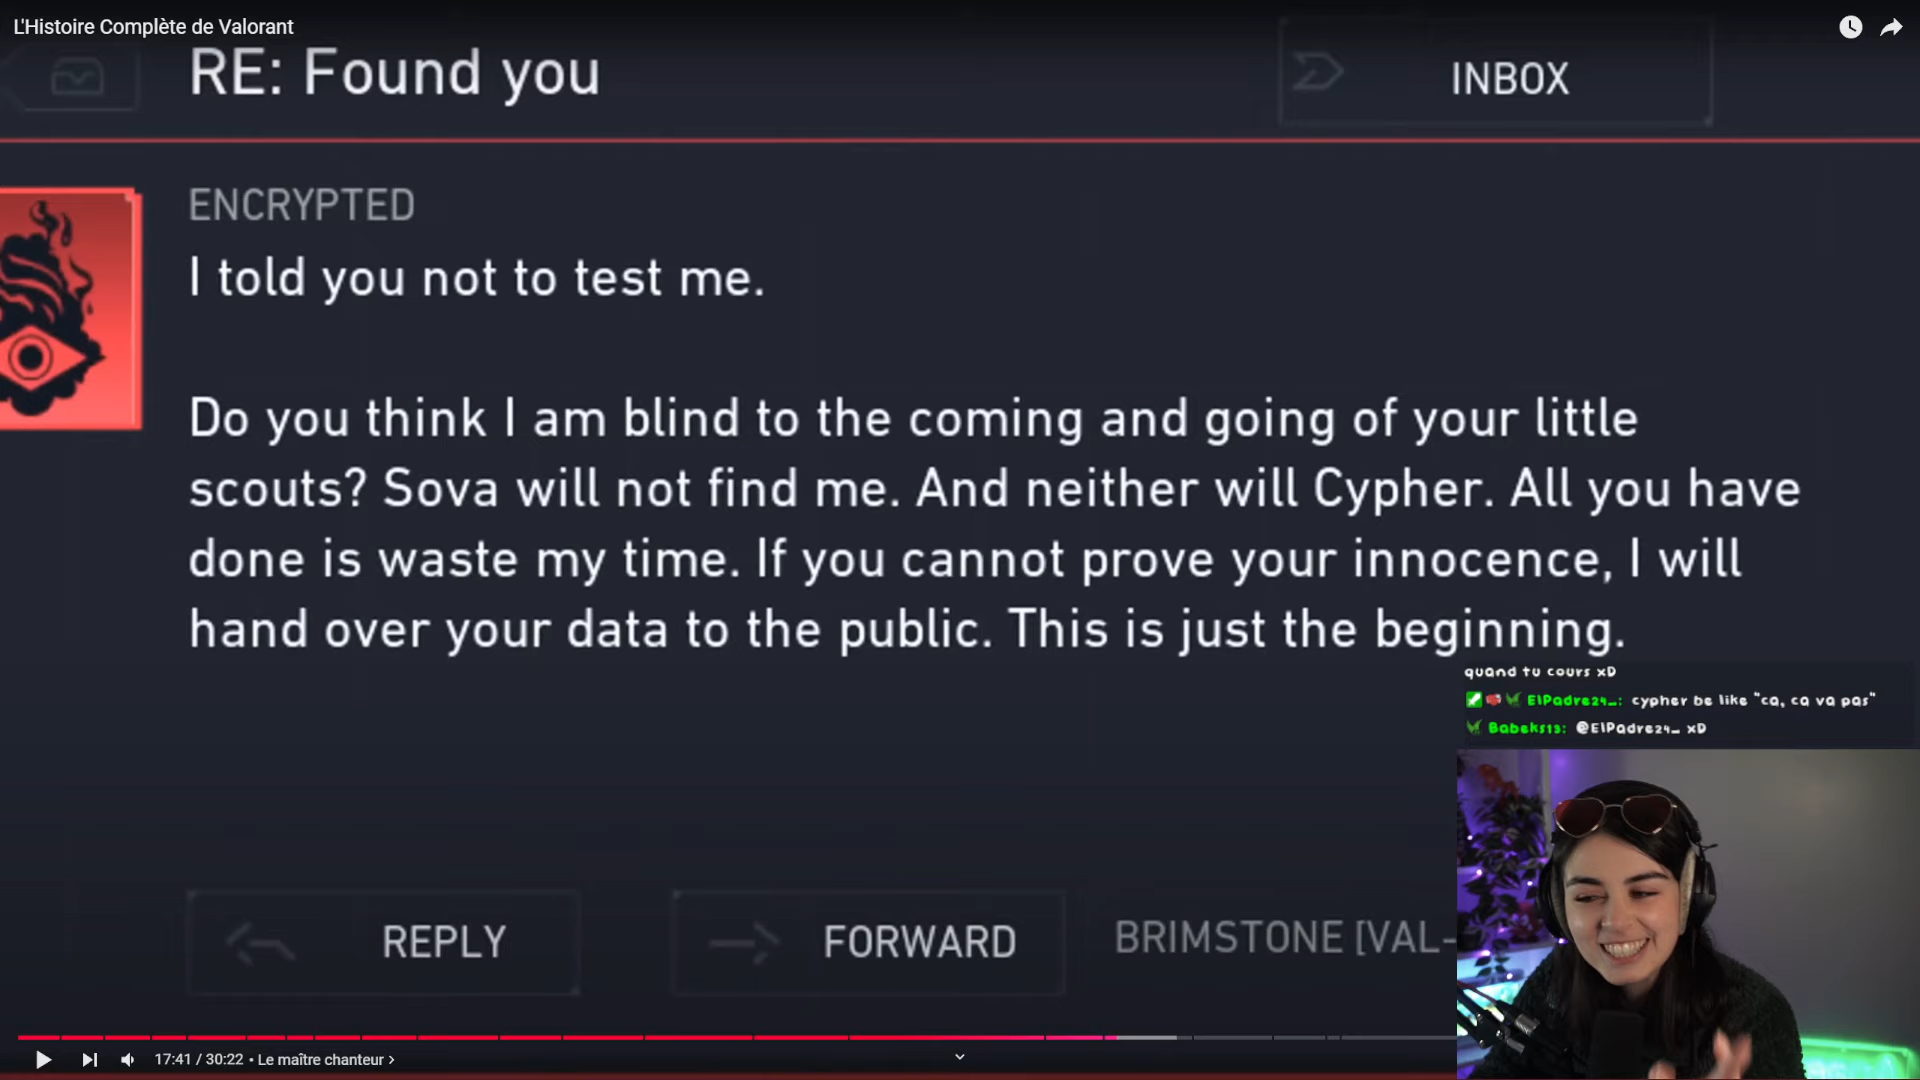 L'Histoire Complète de Valorant
RE: Found you
INBOX
ENCRYPTED
I told you not to test me.
Do you think I am blind to the coming and going of your little
scouts? Sova will not find me. And neither will Cypher. All you have
done is waste my time. If you cannot prove your innocence, I will
hand over your data to the public. This is just the beginning.
quand tu cours xD
ElPadre24_: cypher be like "ca, ca va pas"
Babeks13: @ElPadre24_ xD
REPLY
FORWARD
BRIMSTONE [VAL-
17:41 / 30:22 • Le maître chanteur >